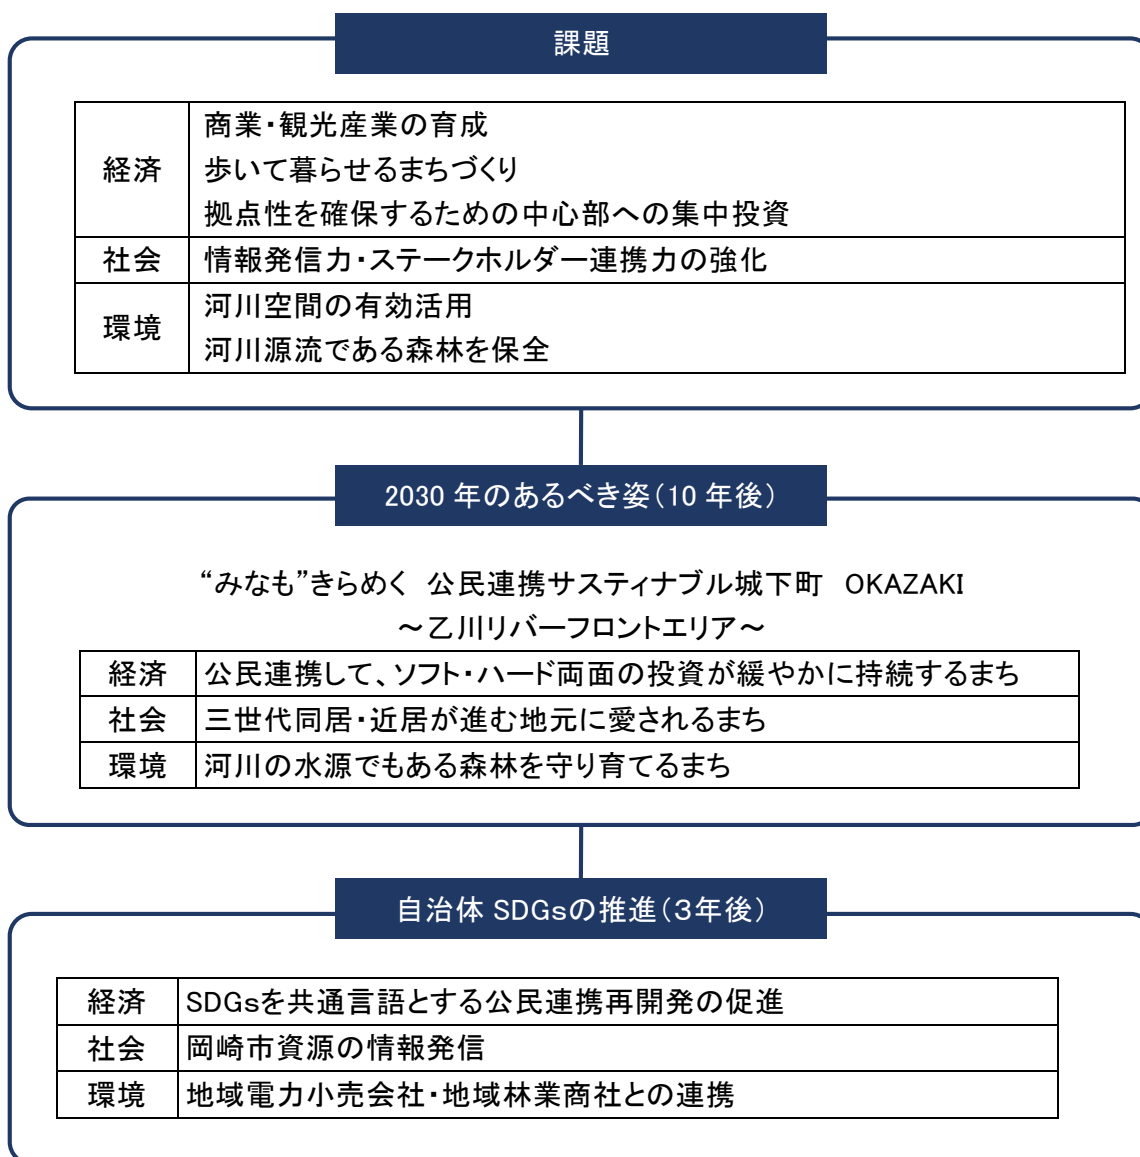 課題
経済
商業・観光産業の育成
歩いて暮らせるまちづくり
拠点性を確保するための中心部への集中投資
社会
情報発信力・ステークホルダー連携力の強化
環境
河川空間の有効活用
河川源流である森林を保全
2030 年のあるべき姿（10 年後）
“みなも”きらめく　公民連携サスティナブル城下町　OKAZAKI
～乙川リバーフロントエリア～
経済
公民連携して、ソフト・ハード両面の投資が緩やかに持続するまち
社会
三世代同居・近居が進む地元に愛されるまち
環境
河川の水源でもある森林を守り育てるまち
自治体 SDGsの推進（３年後）
経済
SDGsを共通言語とする公民連携再開発の促進
社会
岡崎市資源の情報発信
環境
地域電力小売会社・地域林業商社との連携